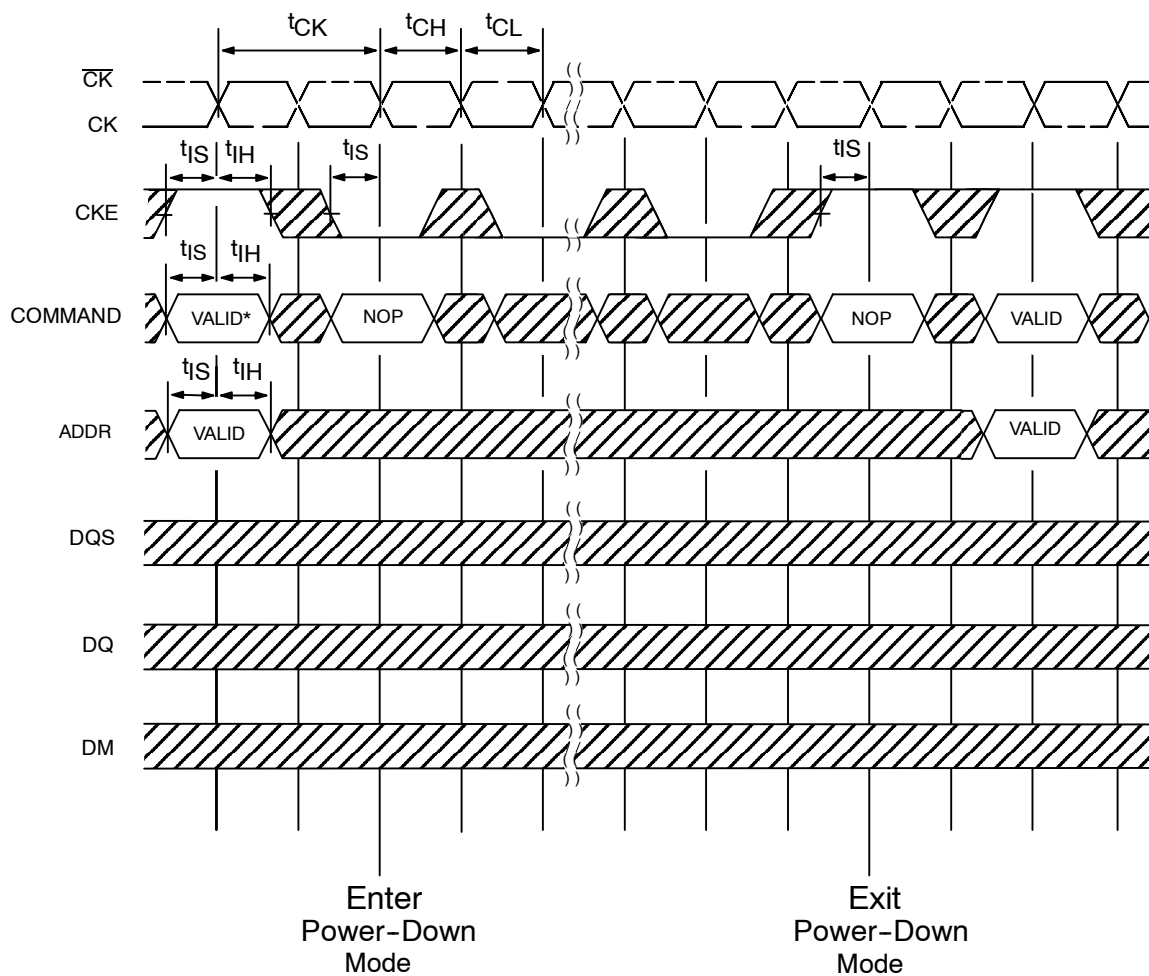 tCK tCH tCL
CK
CK
tIS tIH tIS tIS
CKE
tIS tIH
COMMAND VALID* NOP NOP VALID
tIS tIH
ADDR VALID VALID
DQS
DQ
DM
Enter Exit
Power-Down Power-Down
Mode Mode